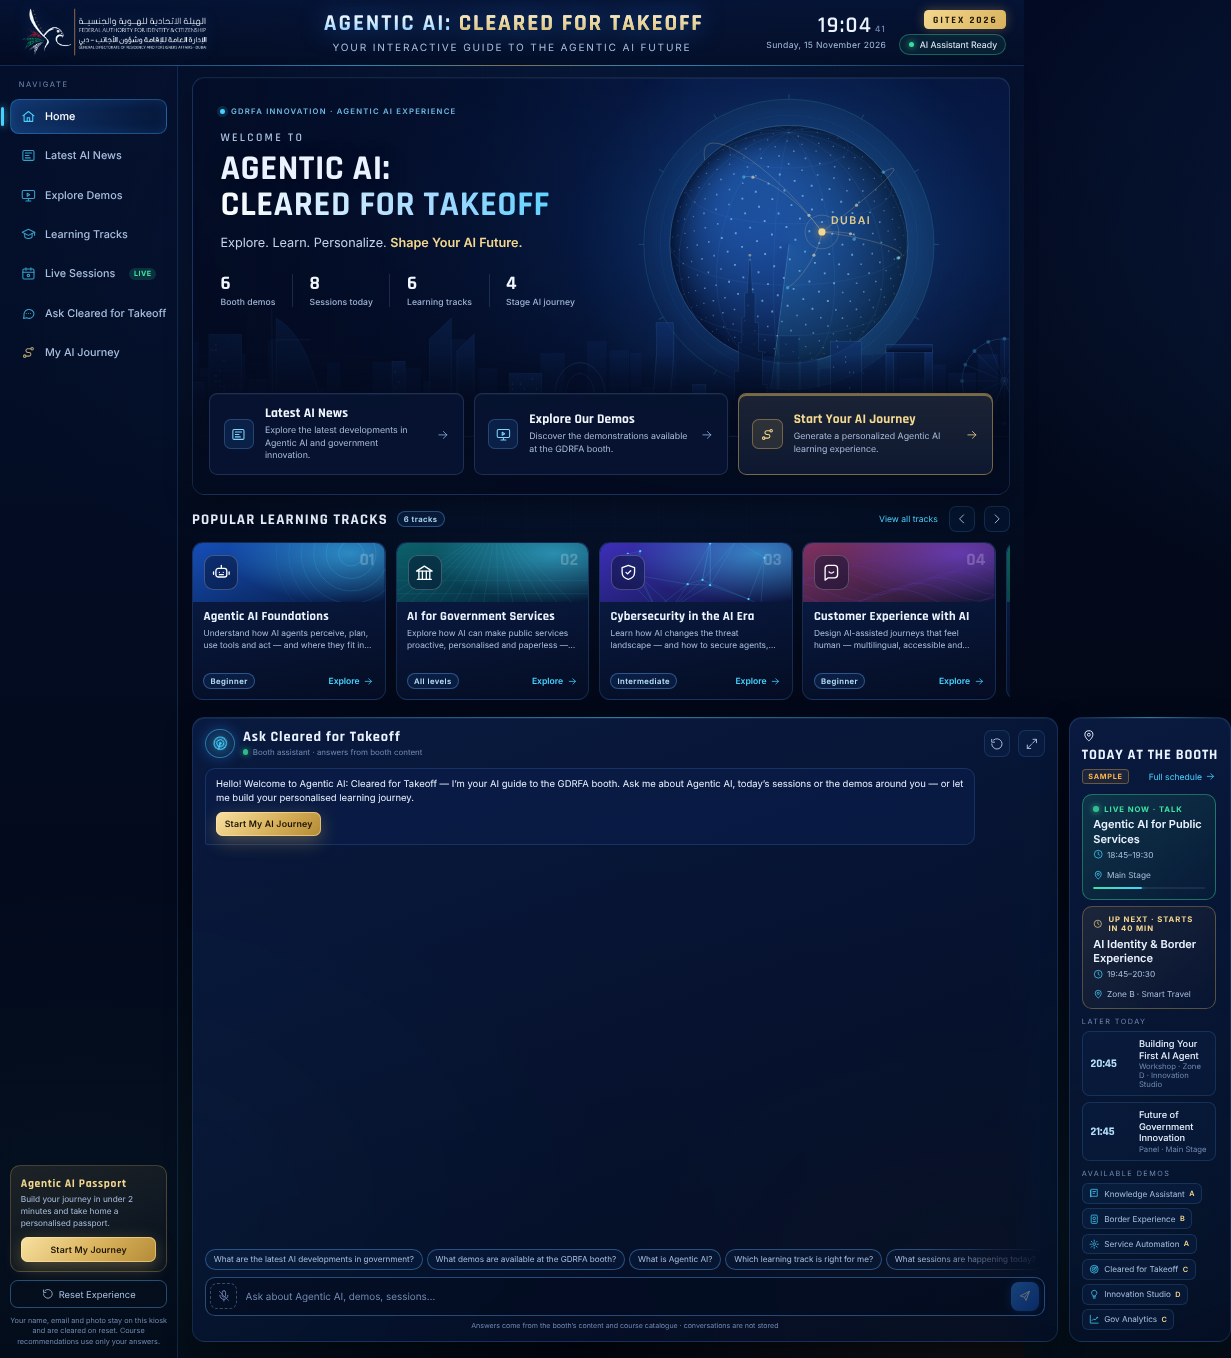 الهيئة الاتحادية للهوية والجنسية
FEDERAL AUTHORITY FOR IDENTITY & CITIZENSHIP
الإدارة العامة للإقامة وشؤون الأجانب - دبي
GENERAL DIRECTORATE OF RESIDENCY AND FOREIGNERS AFFAIRS - DUBAI
AGENTIC AI: CLEARED FOR TAKEOFF
YOUR INTERACTIVE GUIDE TO THE AGENTIC AI FUTURE
19:04 41
Sunday, 15 November 2026
GITEX 2026
AI Assistant Ready
NAVIGATE
Home
Latest AI News
Explore Demos
Learning Tracks
Live Sessions LIVE
Ask Cleared for Takeoff
My AI Journey
GDRFA INNOVATION · AGENTIC AI EXPERIENCE
WELCOME TO
AGENTIC AI:
CLEARED FOR TAKEOFF
Explore. Learn. Personalize. Shape Your AI Future.
6
Booth demos
8
Sessions today
6
Learning tracks
4
Stage AI journey
DUBAI
Latest AI News
Explore the latest developments in
Agentic AI and government
innovation.
Explore Our Demos
Discover the demonstrations available
at the GDRFA booth.
Start Your AI Journey
Generate a personalized Agentic AI
learning experience.
POPULAR LEARNING TRACKS
6 tracks
View all tracks
01
Agentic AI Foundations
Understand how AI agents perceive, plan,
use tools and act — and where they fit in...
Beginner
Explore
02
AI for Government Services
Explore how AI can make public services
proactive, personalised and paperless —...
All levels
Explore
03
Cybersecurity in the AI Era
Learn how AI changes the threat
landscape — and how to secure agents,...
Intermediate
Explore
04
Customer Experience with AI
Design AI-assisted journeys that feel
human — multilingual, accessible and...
Beginner
Explore
Ask Cleared for Takeoff
Booth assistant · answers from booth content
Hello! Welcome to Agentic AI: Cleared for Takeoff — I'm your AI guide to the GDRFA booth. Ask me about Agentic AI, today's sessions or the demos around you — or let
me build your personalised learning journey.
Start My AI Journey
What are the latest AI developments in government?
What demos are available at the GDRFA booth?
What is Agentic AI?
Which learning track is right for me?
What sessions are happening today
Ask about Agentic AI, demos, sessions...
Answers come from the booth's content and course catalogue · conversations are not stored
TODAY AT THE BOOTH
SAMPLE
Full schedule
LIVE NOW · TALK
Agentic AI for Public
Services
18:45–19:30
Main Stage
UP NEXT · STARTS
IN 40 MIN
AI Identity & Border
Experience
19:45–20:30
Zone B · Smart Travel
LATER TODAY
20:45
Building Your
First AI Agent
Workshop · Zone
D · Innovation
Studio
21:45
Future of
Government
Innovation
Panel · Main Stage
AVAILABLE DEMOS
Knowledge Assistant A
Border Experience B
Service Automation A
Cleared for Takeoff C
Innovation Studio D
Gov Analytics C
Agentic AI Passport
Build your journey in under 2
minutes and take home a
personalised passport.
Start My Journey
Reset Experience
Your name, email and photo stay on this kiosk
and are cleared on reset. Course
recommendations use only your answers.